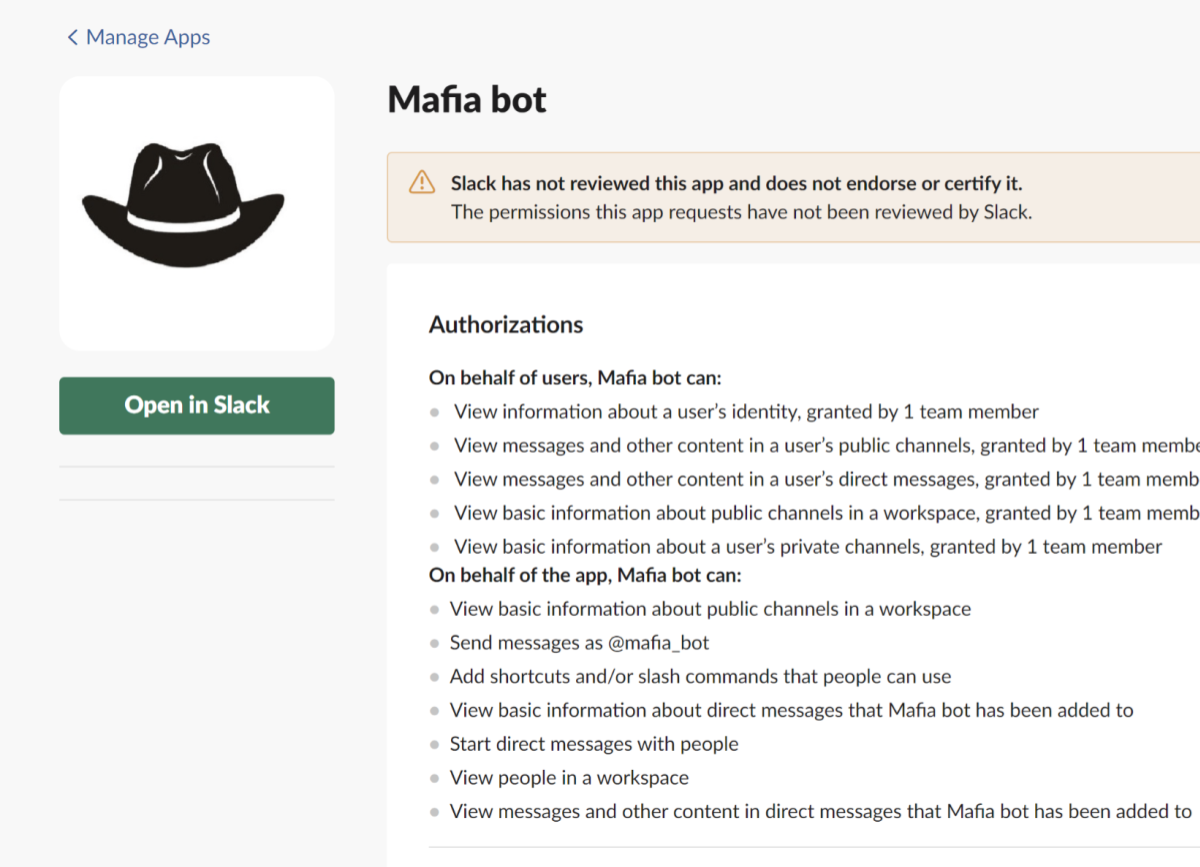 Manage Apps
Mafia bot
Slack has not reviewed this app and does not endorse or certify it.
The permissions this app requests have not been reviewed by Slack.
Authorizations
On behalf of users, Mafia bot can:
View information about a user's identity, granted by 1 team member
View messages and other content in a user's public channels, granted by 1 team membe
View messages and other content in a user's direct messages, granted by 1 team memb
View basic information about public channels in a workspace, granted by 1 team memb
View basic information about a user's private channels, granted by 1 team member
On behalf of the app, Mafia bot can:
View basic information about public channels in a workspace
Send messages as @mafia_bot
Add shortcuts and/or slash commands that people can use
View basic information about direct messages that Mafia bot has been added to
Start direct messages with people
View people in a workspace
View messages and other content in direct messages that Mafia bot has been added to
Open in Slack